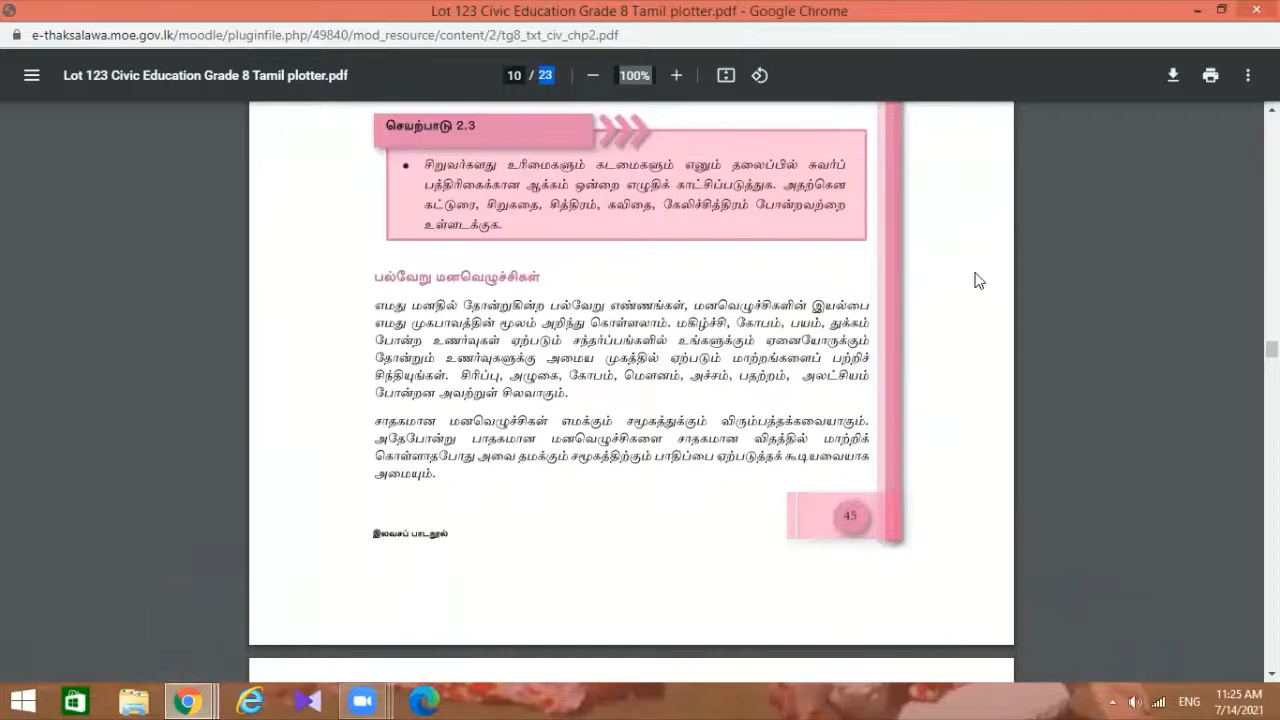 Lot 123 Civic Education Grade 8 Tamil plotter.pdf - Google Chrome
e-thaksalawa.moe.gov.lk/moodle/pluginfile.php/49840/mod_resource/content/2/tg8_txt_civ_chp2.pdf
Lot 123 Civic Education Grade 8 Tamil plotter.pdf
10 / 23
100%
செயற்பாடு 2.3
• சிறுவர்களது உரிமைகளும் கடமைகளும் எனும் தலைப்பில் சுவர்ப்
பத்திரிகைக்கான ஆக்கம் ஒன்றை எழுதிக் காட்சிப்படுத்துக. அதற்கென
கட்டுரை, சிறுகதை, சித்திரம், கவிதை, கேலிச்சித்திரம் போன்றவற்றை
உள்ளடக்குக.
பல்வேறு மனவெழுச்சிகள்
எமது மனதில் தோன்றுகின்ற பல்வேறு எண்ணங்கள், மனவெழுச்சிகளின் இயல்பை
எமது முகபாவத்தின் மூலம் அறிந்து கொள்ளலாம். மகிழ்ச்சி, கோபம், பயம், துக்கம்
போன்ற உணர்வுகள் ஏற்படும் சந்தர்ப்பங்களில் உங்களுக்கும் ஏனையோருக்கும்
தோன்றும் உணர்வுகளுக்கு அமைய முகத்தில் ஏற்படும் மாற்றங்களைப் பற்றிச்
சிந்தியுங்கள். சிரிப்பு, அழுகை, கோபம், மௌனம், அச்சம், பதற்றம், அலட்சியம்
போன்றன அவற்றுள் சிலவாகும்.
சாதகமான மனவெழுச்சிகள் எமக்கும் சமூகத்துக்கும் விரும்பத்தக்கவையாகும்.
அதேபோன்று பாதகமான மனவெழுச்சிகளை சாதகமான விதத்தில் மாற்றிக்
கொள்ளாதபோது அவை தமக்கும் சமூகத்திற்கும் பாதிப்பை ஏற்படுத்தக் கூடியவையாக
அமையும்.
45
இலவசப் பாடநூல்
ENG
11:25 AM
7/14/2021